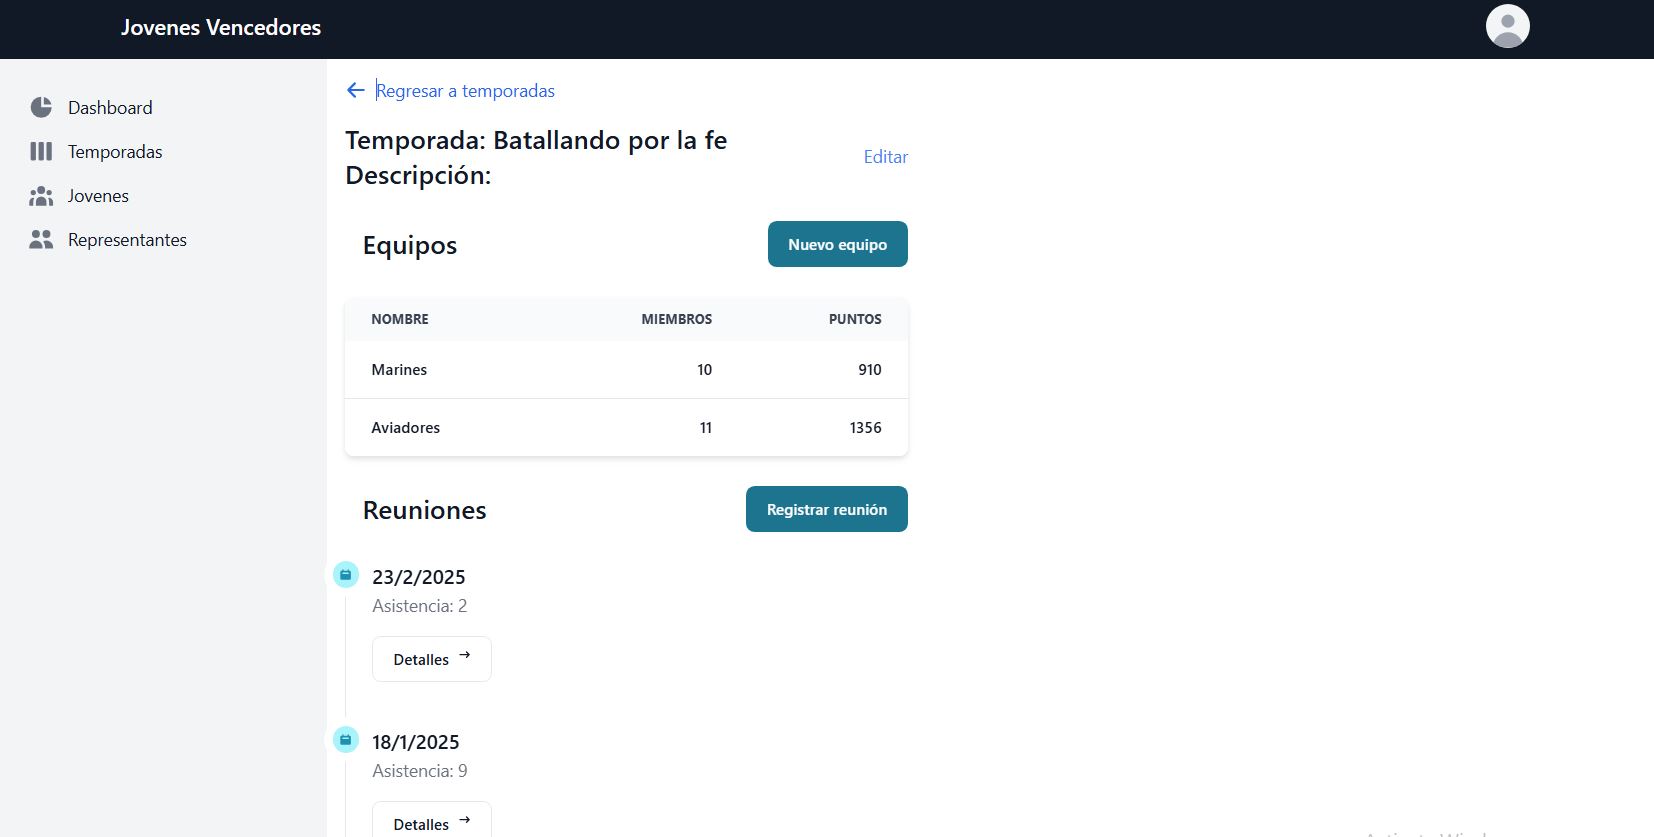 Jovenes Vencedores
Dashboard
Temporadas
Jovenes
Representantes
Regresar a temporadas
Temporada: Batallando por la fe
Descripción:
Editar
Equipos
Nuevo equipo
NOMBRE MIEMBROS PUNTOS
Marines 10 910
Aviadores 11 1356
Reuniones
Registrar reunión
23/2/2025
Asistencia: 2
Detalles →
18/1/2025
Asistencia: 9
Detalles →